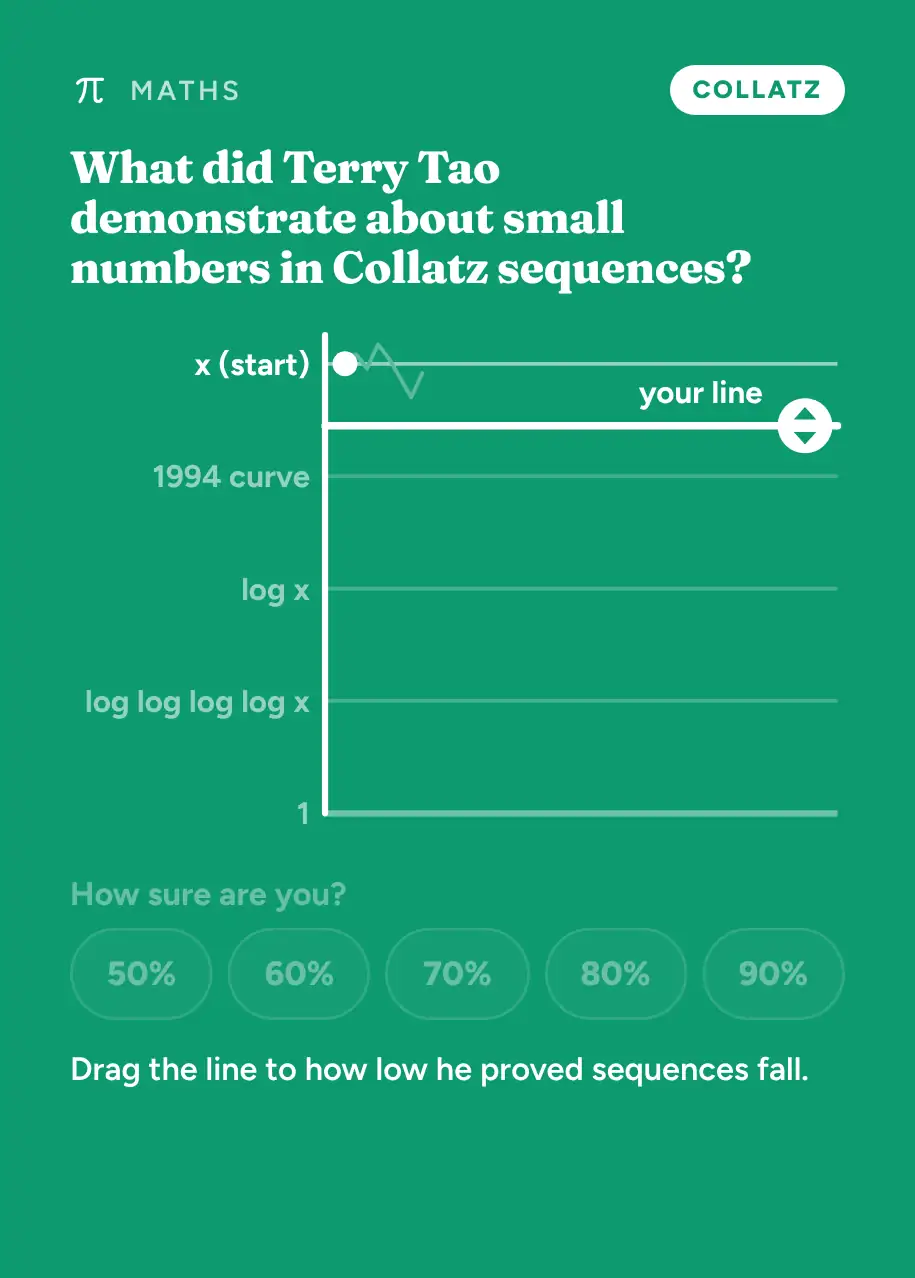 π MATHS
COLLATZ
What did Terry Tao
demonstrate about small
numbers in Collatz sequences?
x (start)
your line
1994 curve
log x
log log log log x
1
How sure are you?
50% 60% 70% 80% 90%
Drag the line to how low he proved sequences fall.